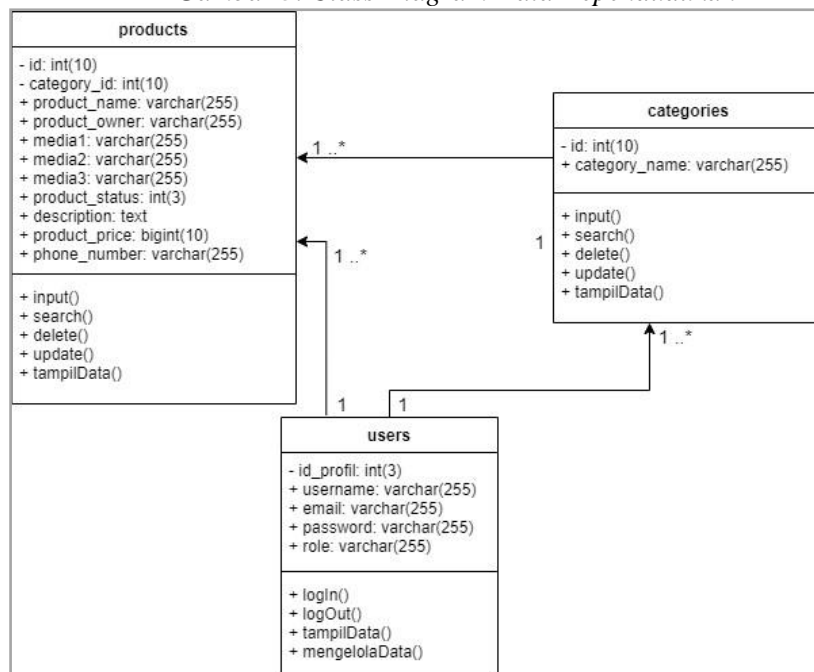 products
- id: int(10)
- category_id: int(10)
+ product_name: varchar(255)
+ product_owner: varchar(255)
+ media1: varchar(255)
+ media2: varchar(255)
+ media3: varchar(255)
+ product_status: int(3)
+ description: text
+ product_price: bigint(10)
+ phone_number: varchar(255)
+ input()
+ search()
+ delete()
+ update()
+ tampilData()
1 ..*
1 ..*
categories
- id: int(10)
+ category_name: varchar(255)
1
+ input()
+ search()
+ delete()
+ update()
+ tampilData()
1 ..*
1
1
users
- id_profil: int(3)
+ username: varchar(255)
+ email: varchar(255)
+ password: varchar(255)
+ role: varchar(255)
+ logIn()
+ logOut()
+ tampilData()
+ mengelolaData()